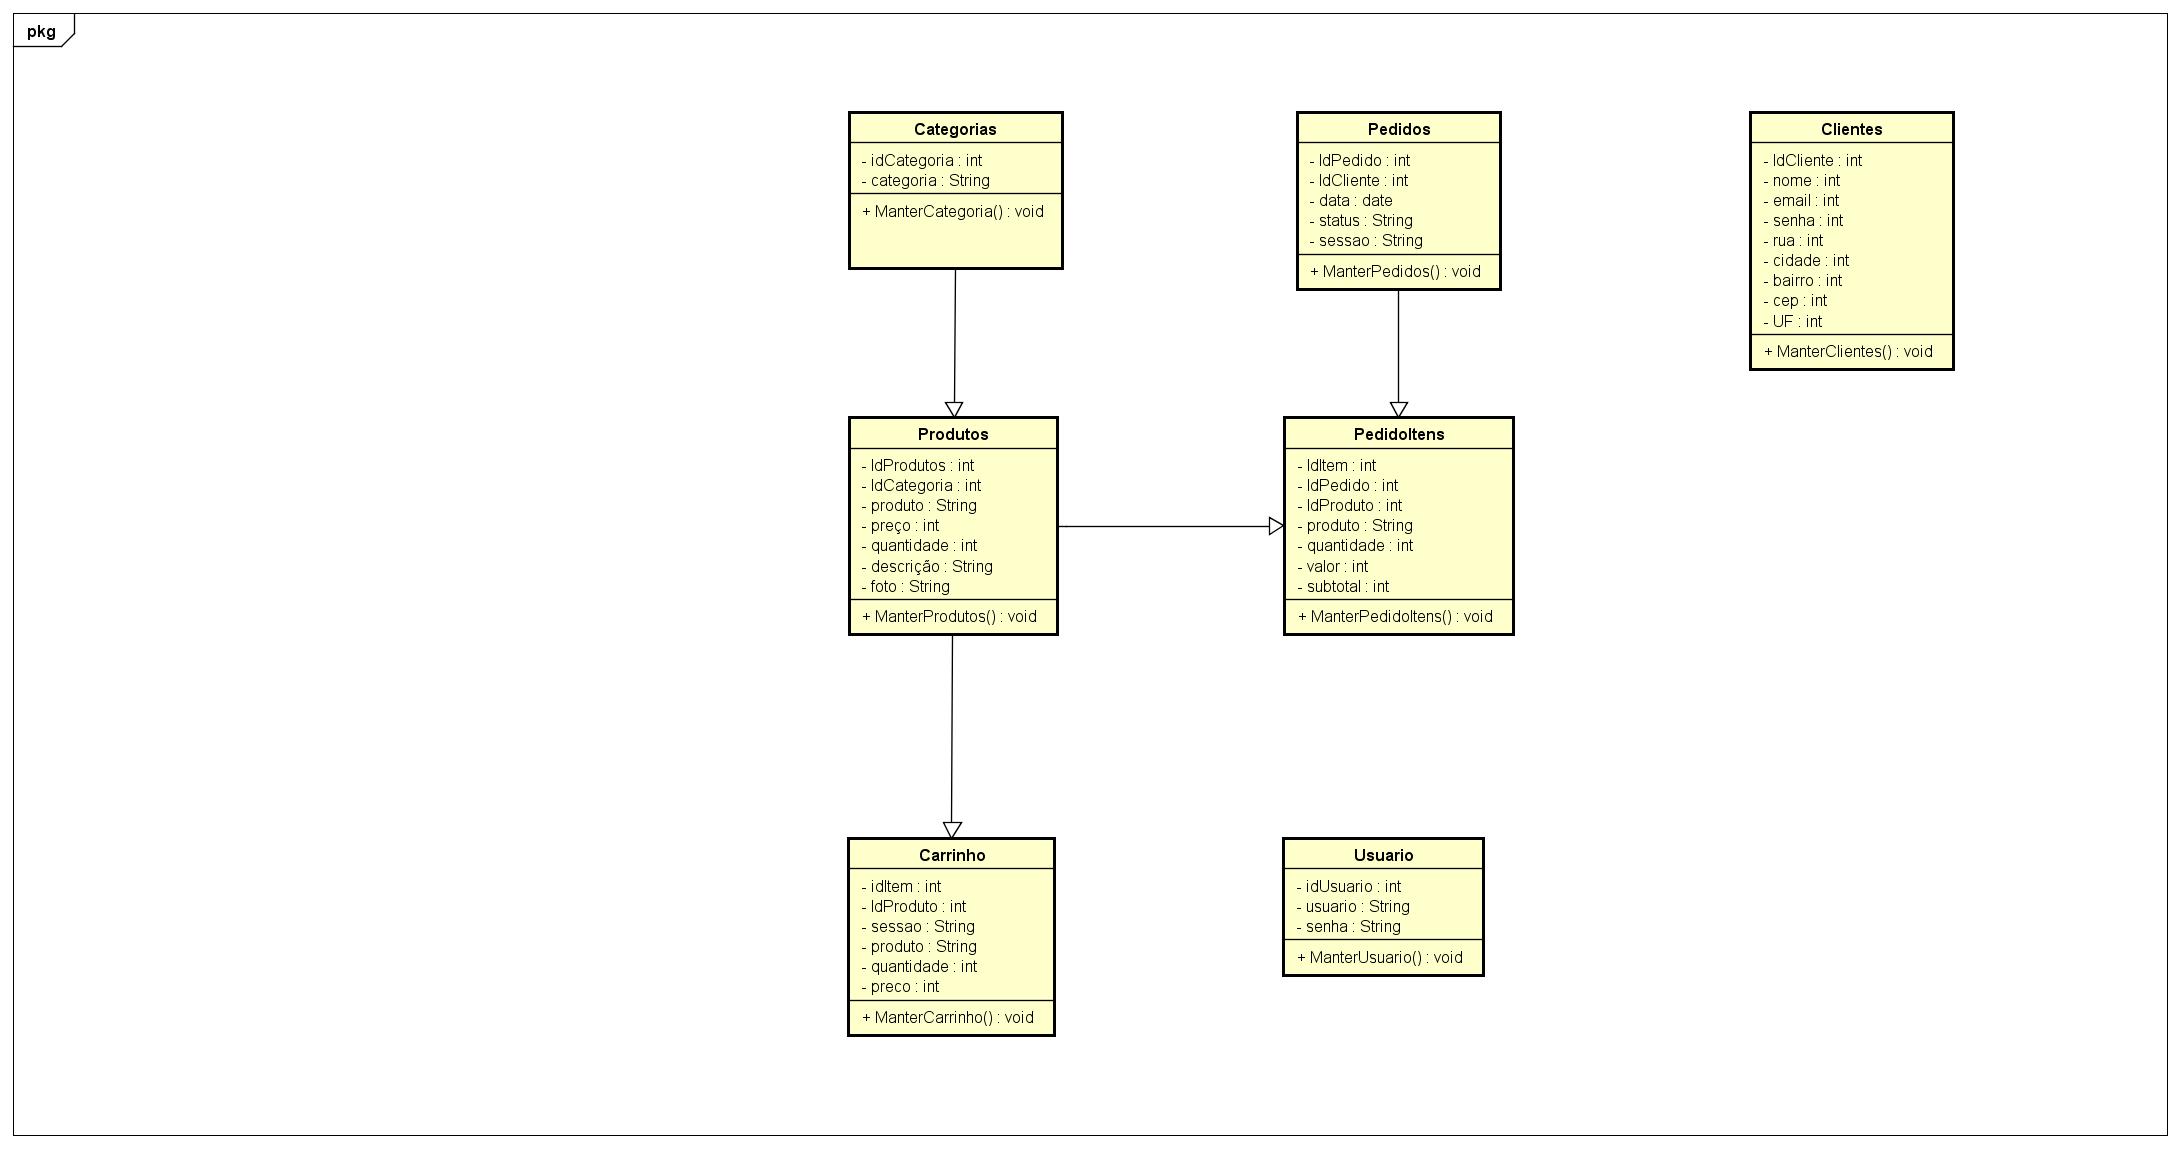 pkg
Categorias
- idCategoria : int
- categoria : String
+ ManterCategoria() : void
Pedidos
- IdPedido : int
- IdCliente : int
- data : date
- status : String
- sessao : String
+ ManterPedidos() : void
Clientes
- IdCliente : int
- nome : int
- email : int
- senha : int
- rua : int
- cidade : int
- bairro : int
- cep : int
- UF : int
+ ManterClientes() : void
Produtos
- IdProdutos : int
- IdCategoria : int
- produto : String
- preço : int
- quantidade : int
- descrição : String
- foto : String
+ ManterProdutos() : void
PedidoItens
- IdItem : int
- IdPedido : int
- IdProduto : int
- produto : String
- quantidade : int
- valor : int
- subtotal : int
+ ManterPedidoItens() : void
Carrinho
- idItem : int
- IdProduto : int
- sessao : String
- produto : String
- quantidade : int
- preco : int
+ ManterCarrinho() : void
Usuario
- idUsuario : int
- usuario : String
- senha : String
+ ManterUsuario() : void